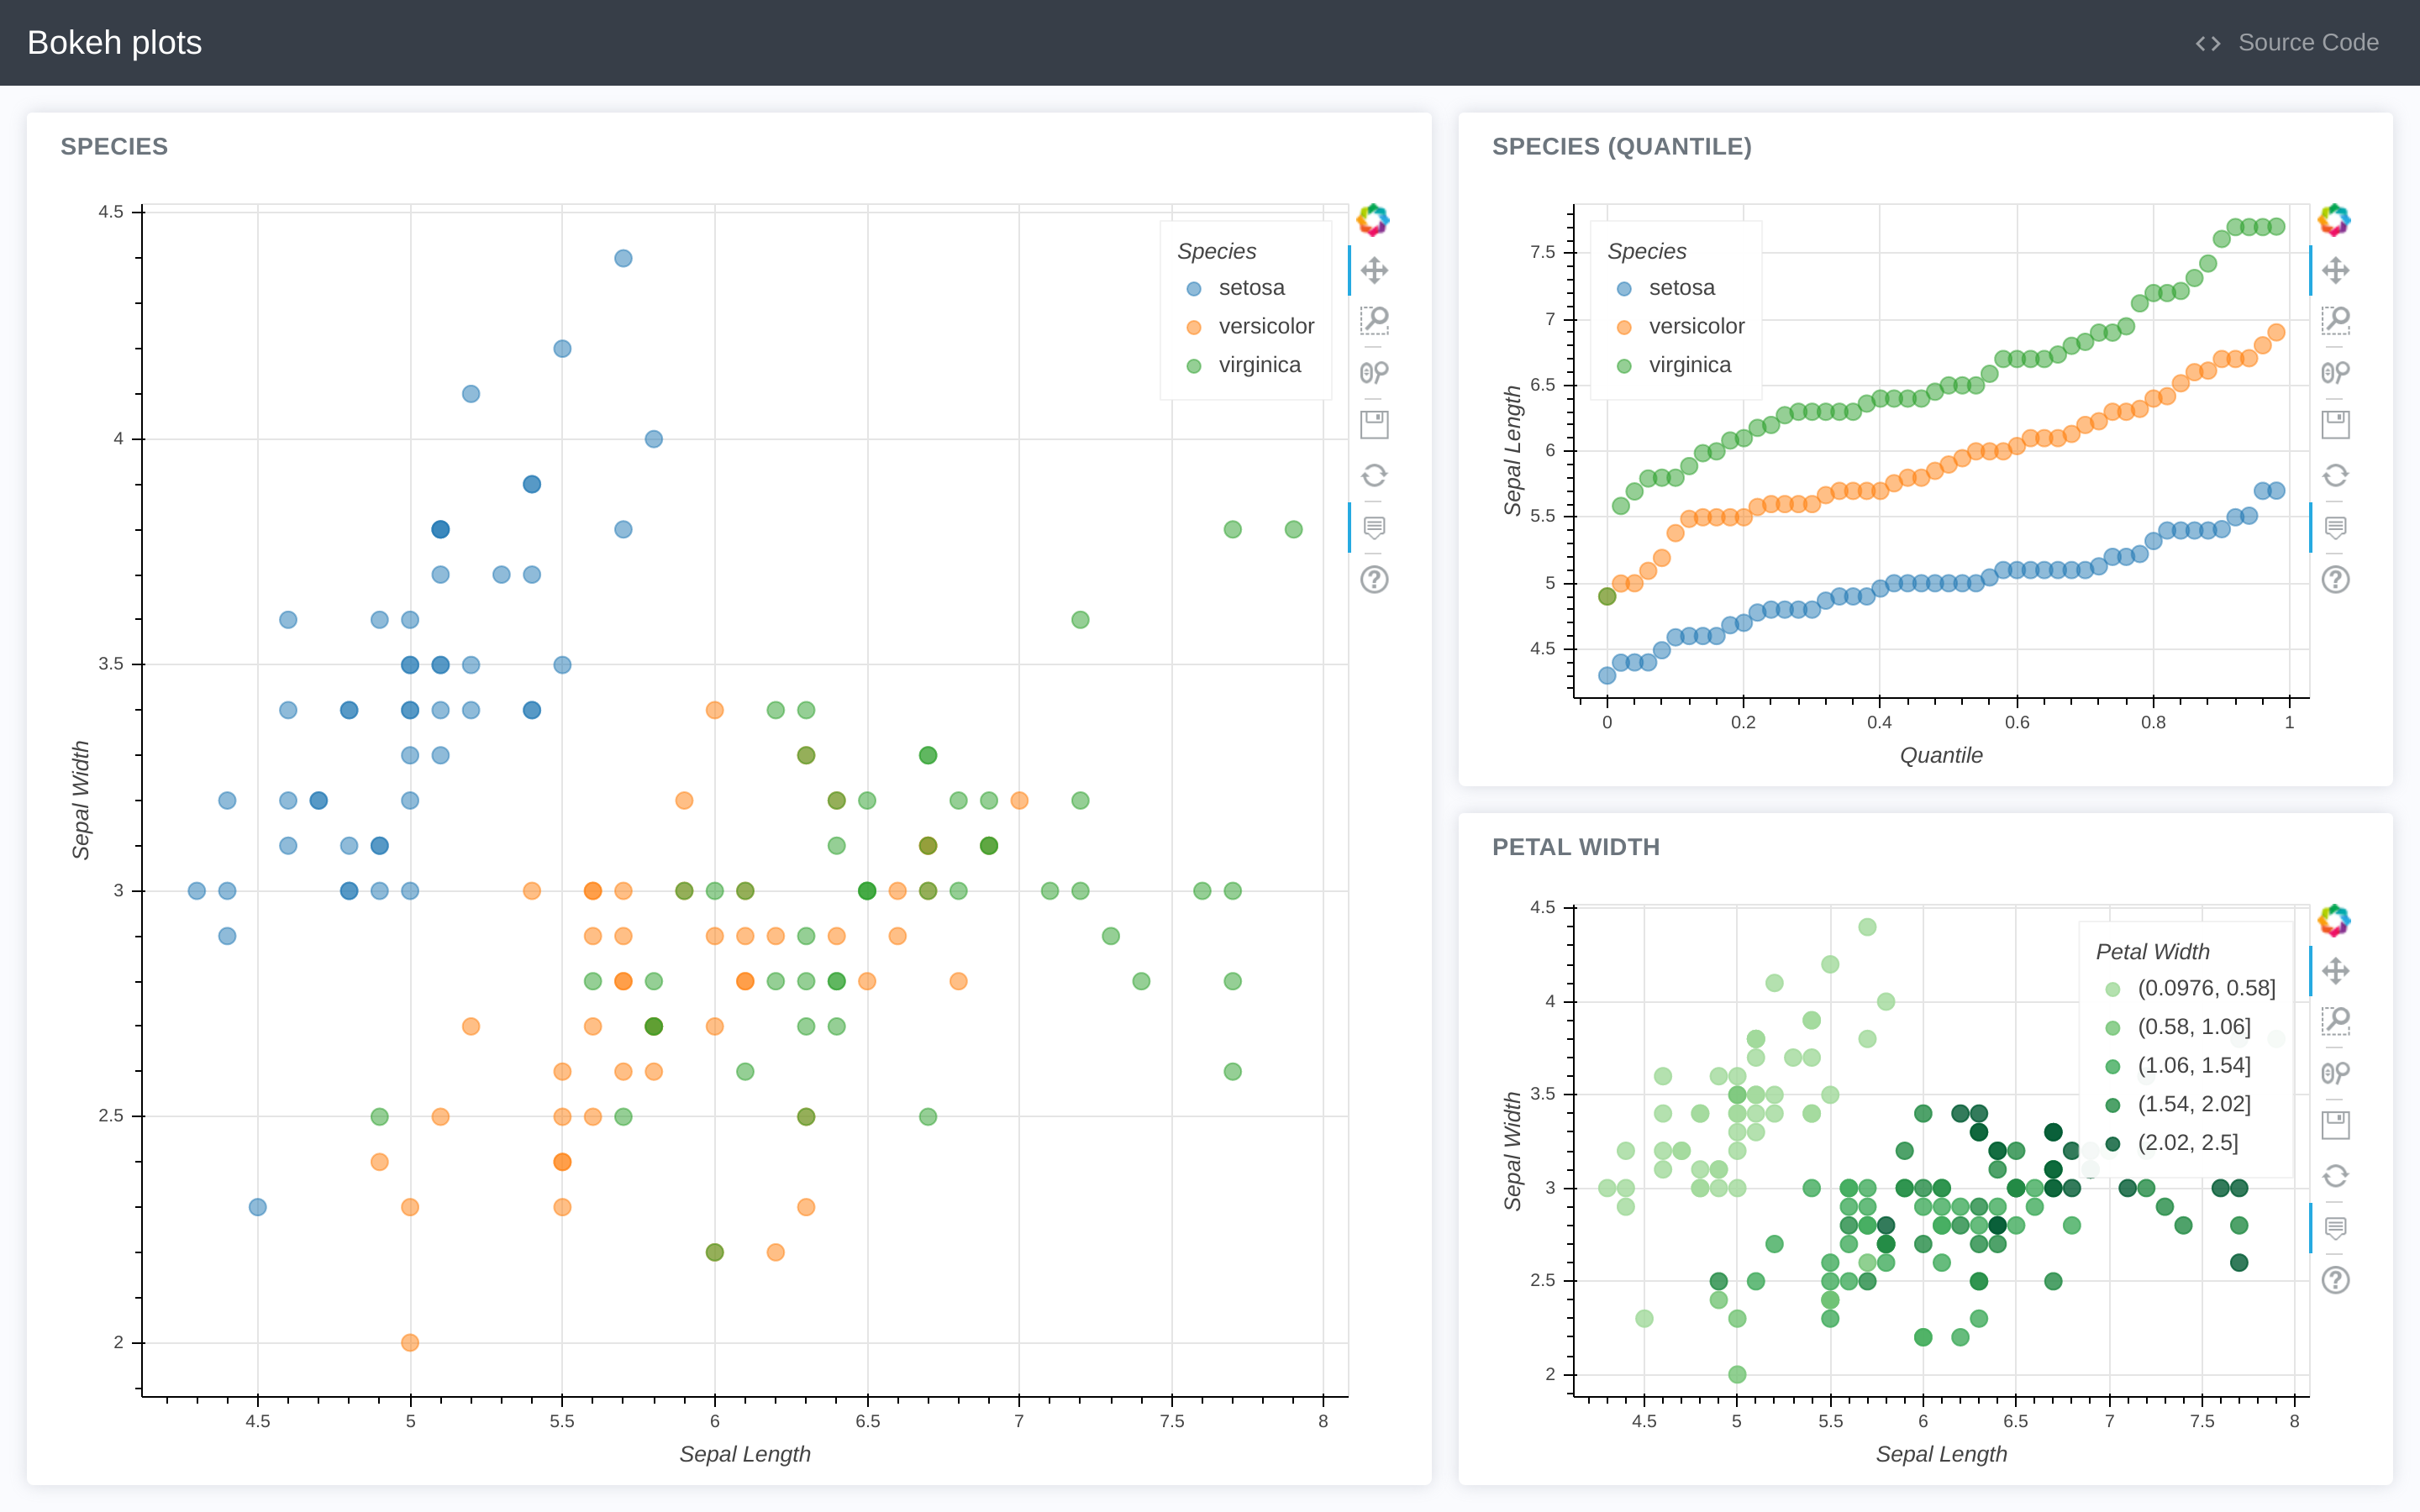 Bokeh plots
Source Code
SPECIES
4.5
4
3.5
3
2.5
2
Sepal Width
4.5 5 5.5 6 6.5 7 7.5 8
Sepal Length
Species
setosa
versicolor
virginica
SPECIES (QUANTILE)
7.5
7
6.5
6
5.5
5
4.5
Sepal Length
Species
setosa
versicolor
virginica
0 0.2 0.4 0.6 0.8 1
Quantile
PETAL WIDTH
4.5
4
3.5
3
2.5
2
Sepal Width
Petal Width
(0.0976, 0.58]
(0.58, 1.06]
(1.06, 1.54]
(1.54, 2.02]
(2.02, 2.5]
4.5 5 5.5 6 6.5 7 7.5 8
Sepal Length